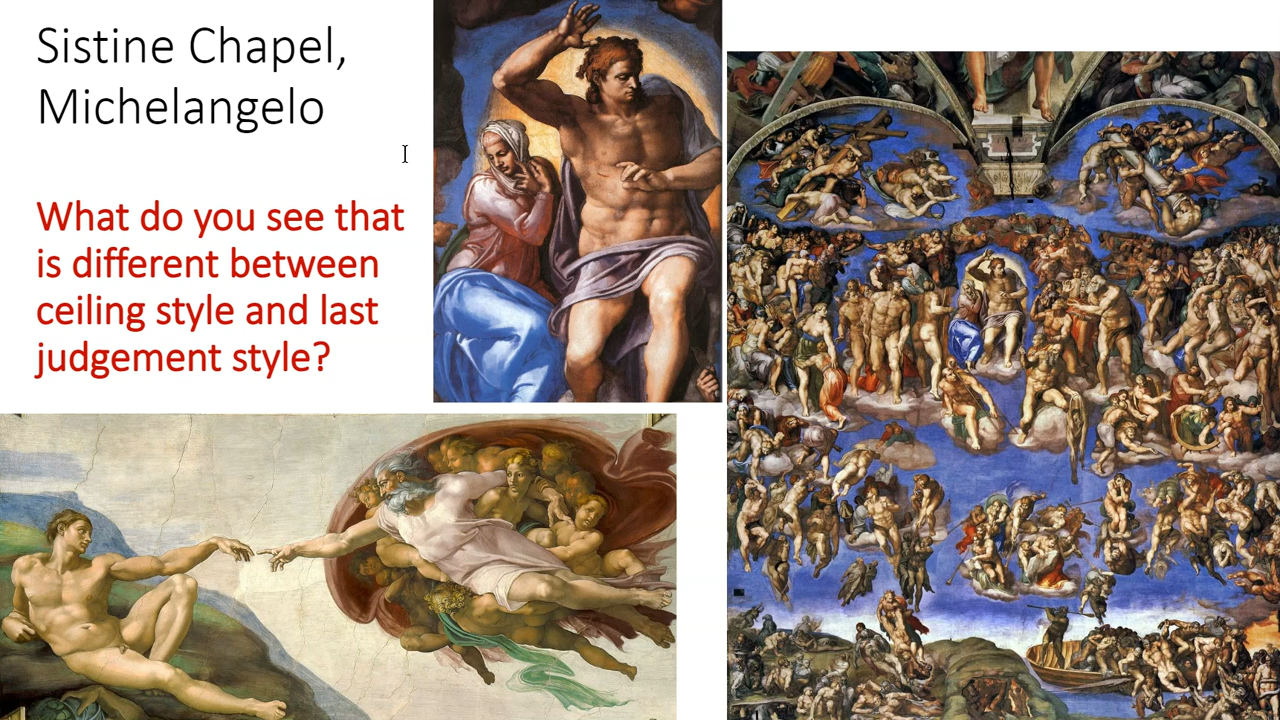 Sistine Chapel,
Michelangelo
What do you see that
is different between
ceiling style and last
judgement style?